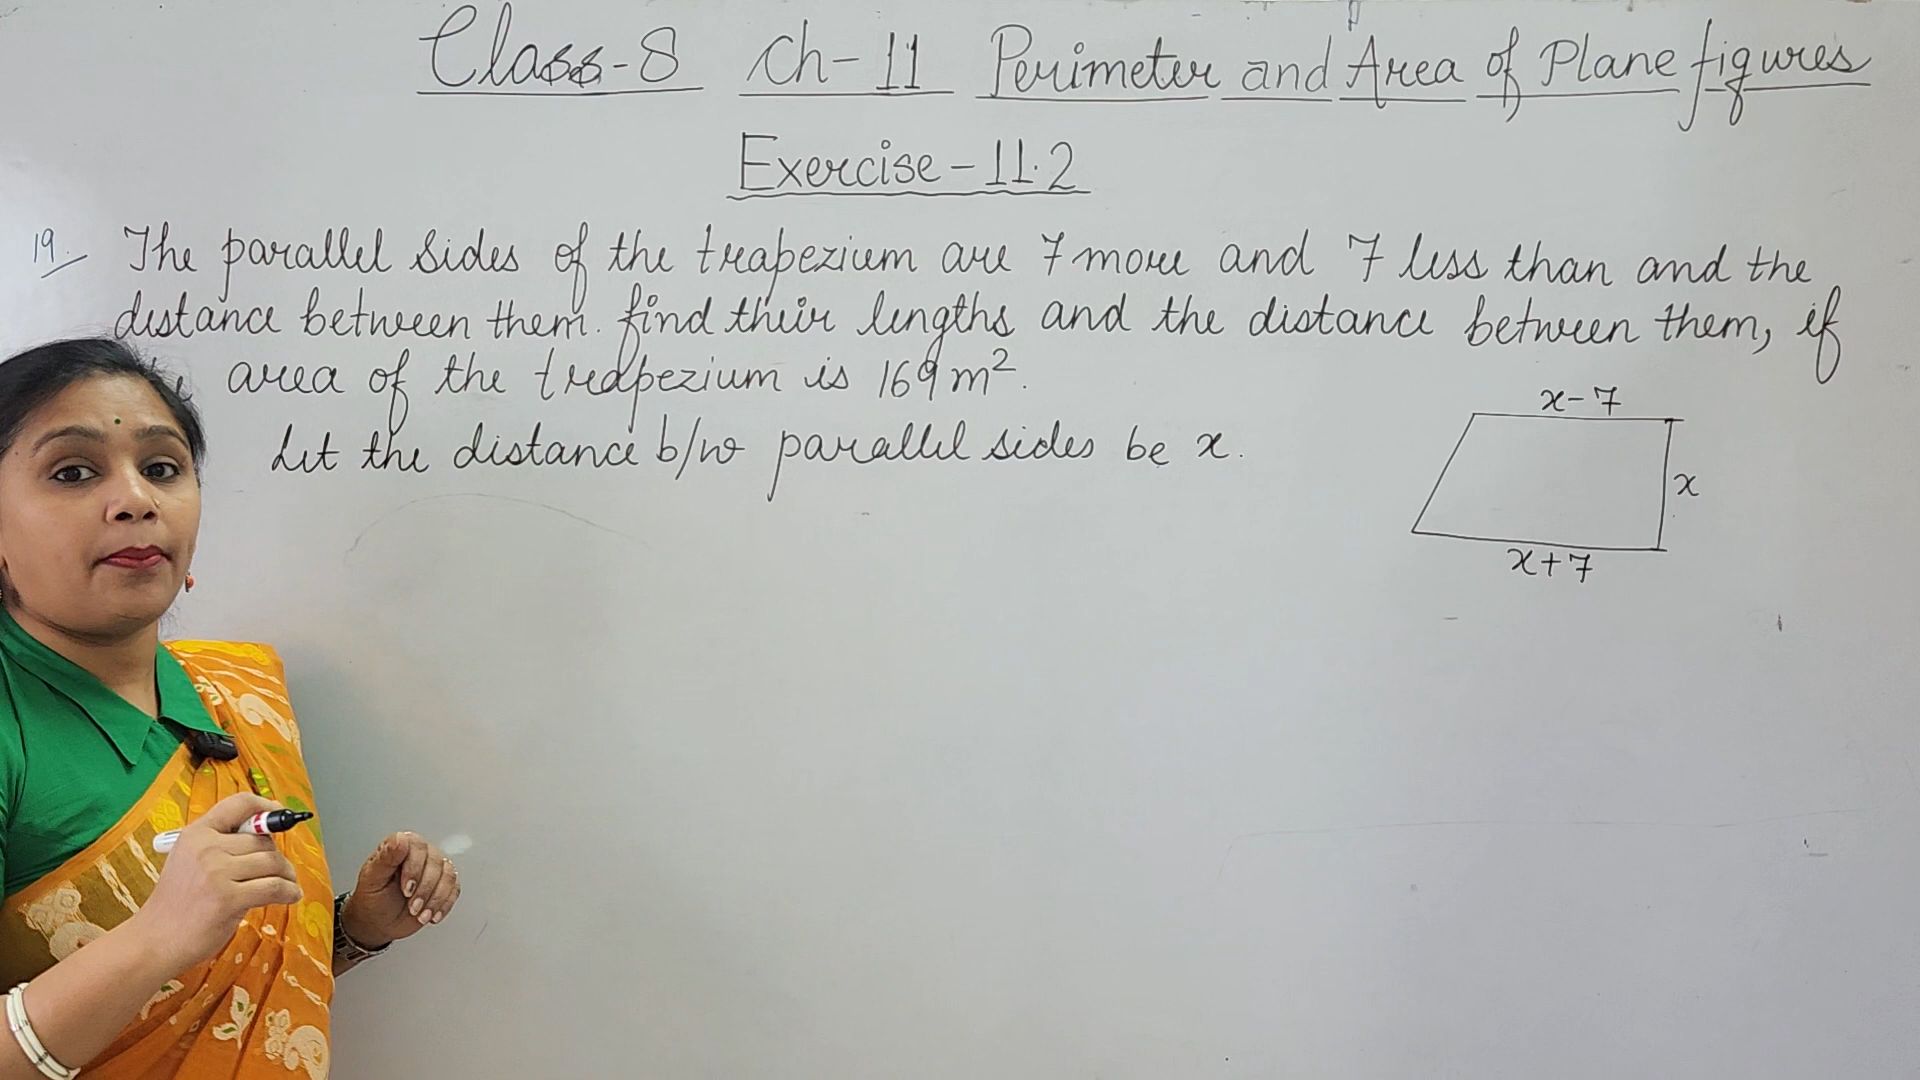 Class-8 Ch-11 Perimeter and Area of Plane figures
Exercise-11.2
19. The parallel sides of the trapezium are 7 more and 7 less than and the
distance between them. find their lengths and the distance between them, if
area of the trapezium is 169 m².
x-7
Let the distance b/w parallel sides be x.
x
x+7